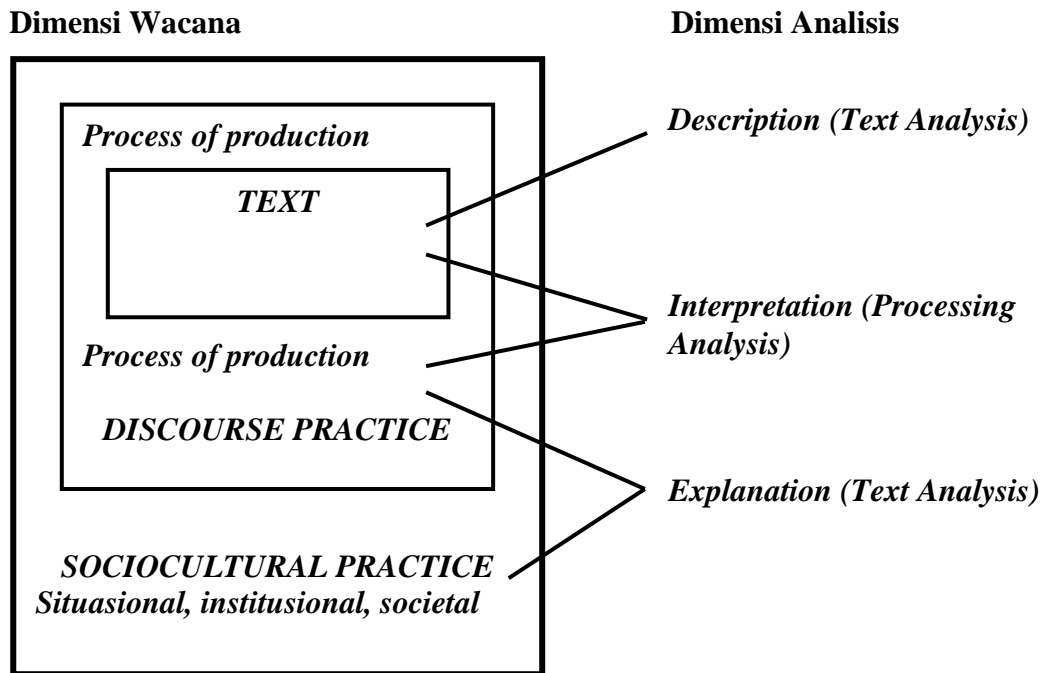 Dimensi Wacana
Dimensi Analisis
Process of production
TEXT
Process of production
DISCOURSE PRACTICE
SOCIOCULTURAL PRACTICE
Situasional, institusional, societal
Description (Text Analysis)
Interpretation (Processing
Analysis)
Explanation (Text Analysis)